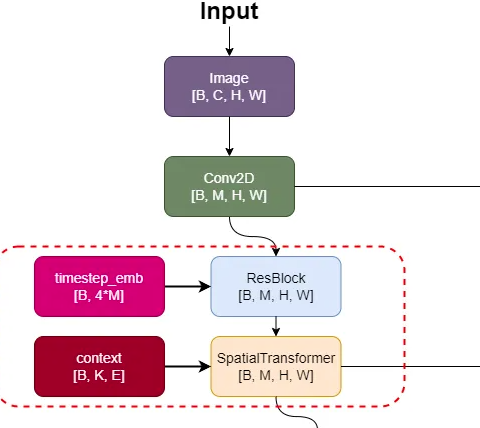 Input
Image
[B, C, H, W]
Conv2D
[B, M, H, W]
timestep_emb
[B, 4*M]
ResBlock
[B, M, H, W]
context
[B, K, E]
SpatialTransformer
[B, M, H, W]